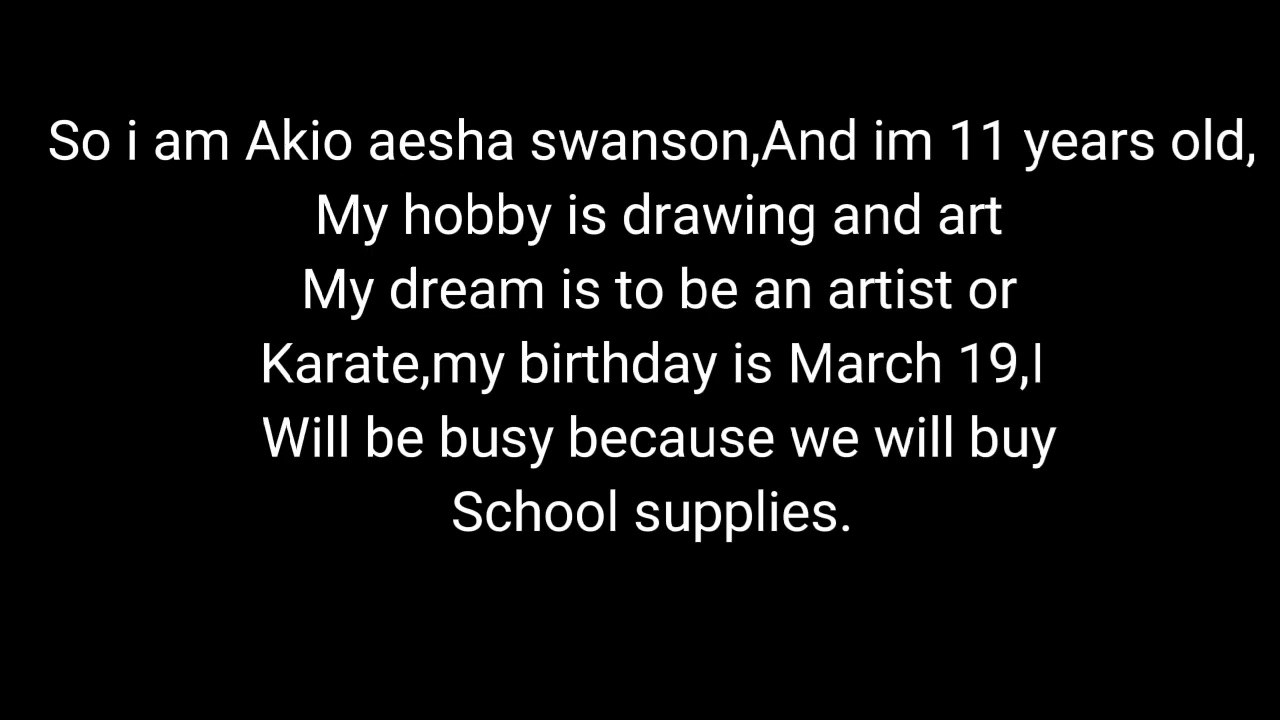 So i am Akio aesha swanson,And im 11 years old,
My hobby is drawing and art
My dream is to be an artist or
Karate,my birthday is March 19,I
Will be busy because we will buy
School supplies.